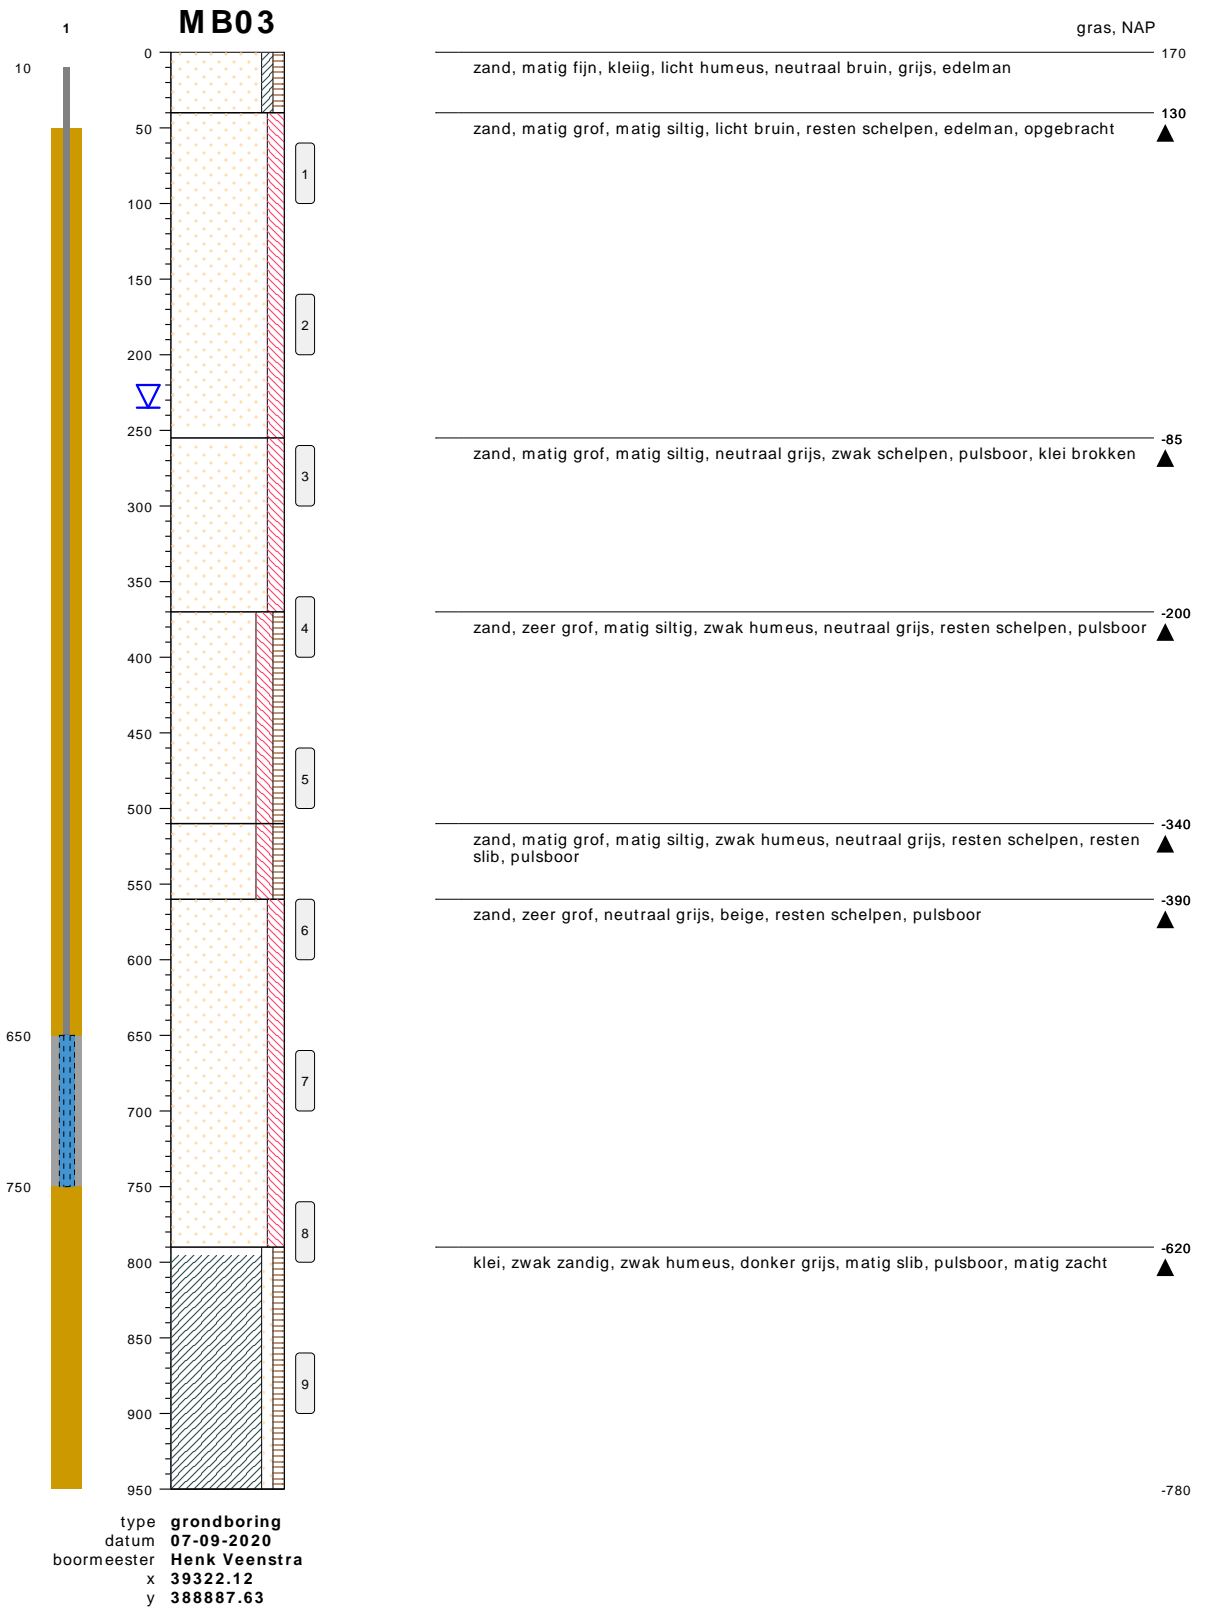 1
MB03
gras, NAP
0
170
10
zand, matig fijn, kleiig, licht humeus, neutraal bruin, grijs, edelman
130
50
zand, matig grof, matig siltig, licht bruin, resten schelpen, edelman, opgebracht
1
100
150
2
200
250
-85
zand, matig grof, matig siltig, neutraal grijs, zwak schelpen, pulsboor, klei brokken
3
300
350
-200
4
zand, zeer grof, matig siltig, zwak humeus, neutraal grijs, resten schelpen, pulsboor
400
450
5
500
-340
zand, matig grof, matig siltig, zwak humeus, neutraal grijs, resten schelpen, resten
slib, pulsboor
550
-390
zand, zeer grof, neutraal grijs, beige, resten schelpen, pulsboor
6
600
650
650
7
700
750
750
8
-620
800
klei, zwak zandig, zwak humeus, donker grijs, matig slib, pulsboor, matig zacht
850
9
900
950
-780
type grondboring
datum 07-09-2020
boormeester Henk Veenstra
x 39322.12
y 388887.63